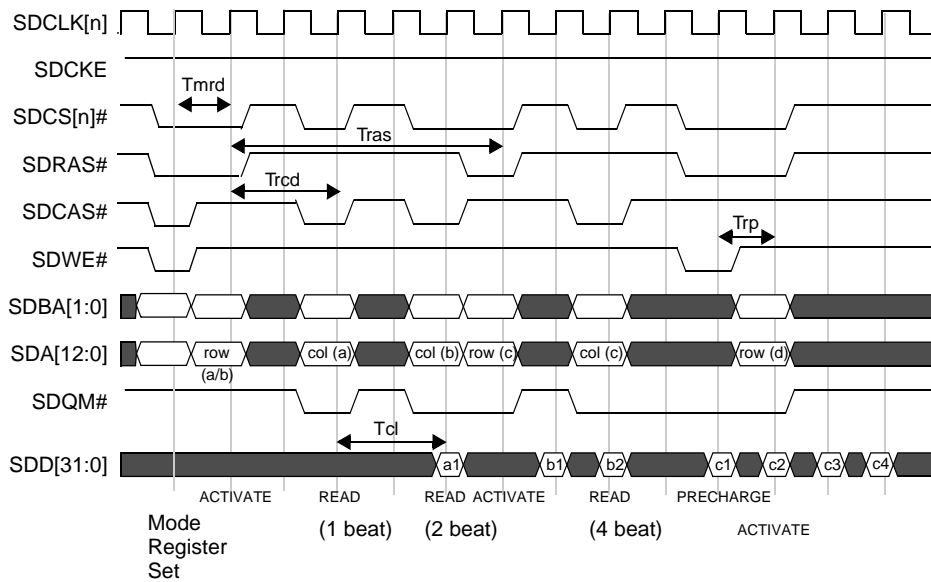 SDCLK[n]
SDCKE
Tmrd
SDCS[n]#
Tras
SDRAS#
Trcd
SDCAS#
Trp
SDWE#
SDBA[1:0]
SDA[12:0] row (a/b) col (a) col (b) row (c) col (c) row (d)
SDQM#
Tcl
SDD[31:0] a1 b1 b2 c1 c2 c3 c4
ACTIVATE READ READ ACTIVATE READ PRECHARGE
Mode Register Set (1 beat) (2 beat) (4 beat) ACTIVATE